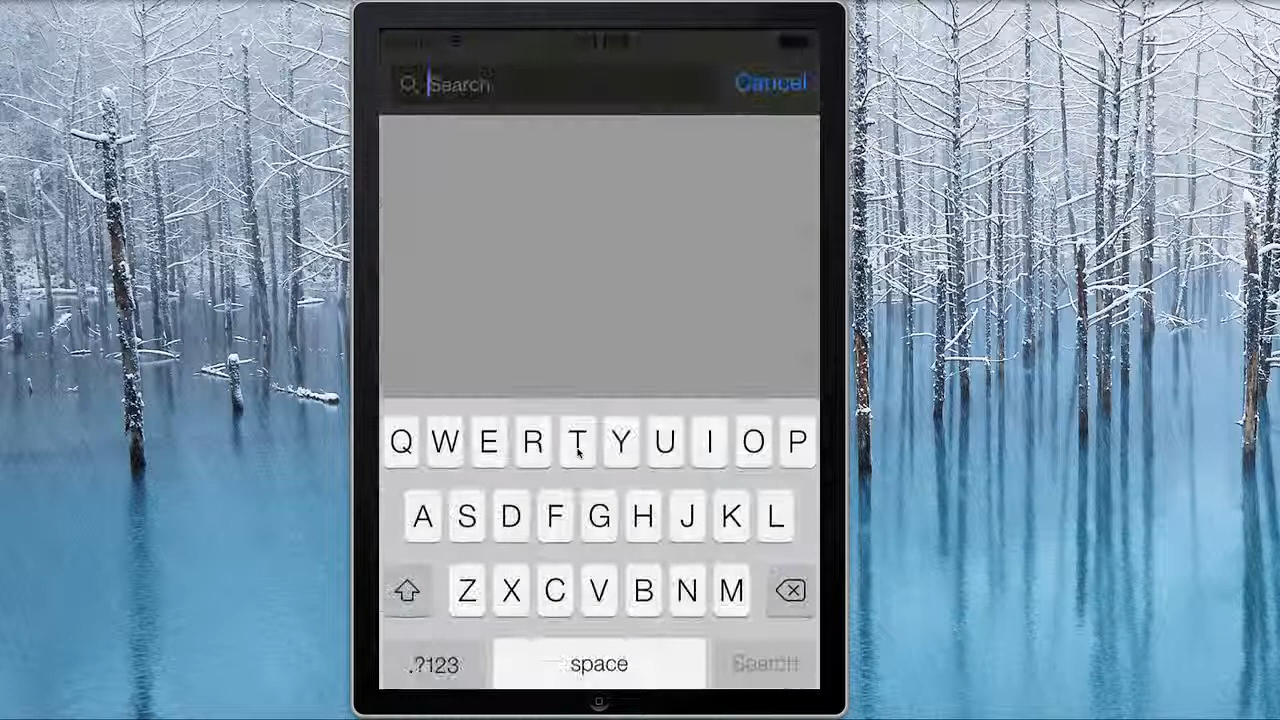 Search
Cancel
Q W E R T Y U I O P
A S D F G H J K L
Z X C V B N M
.?123
space
Search